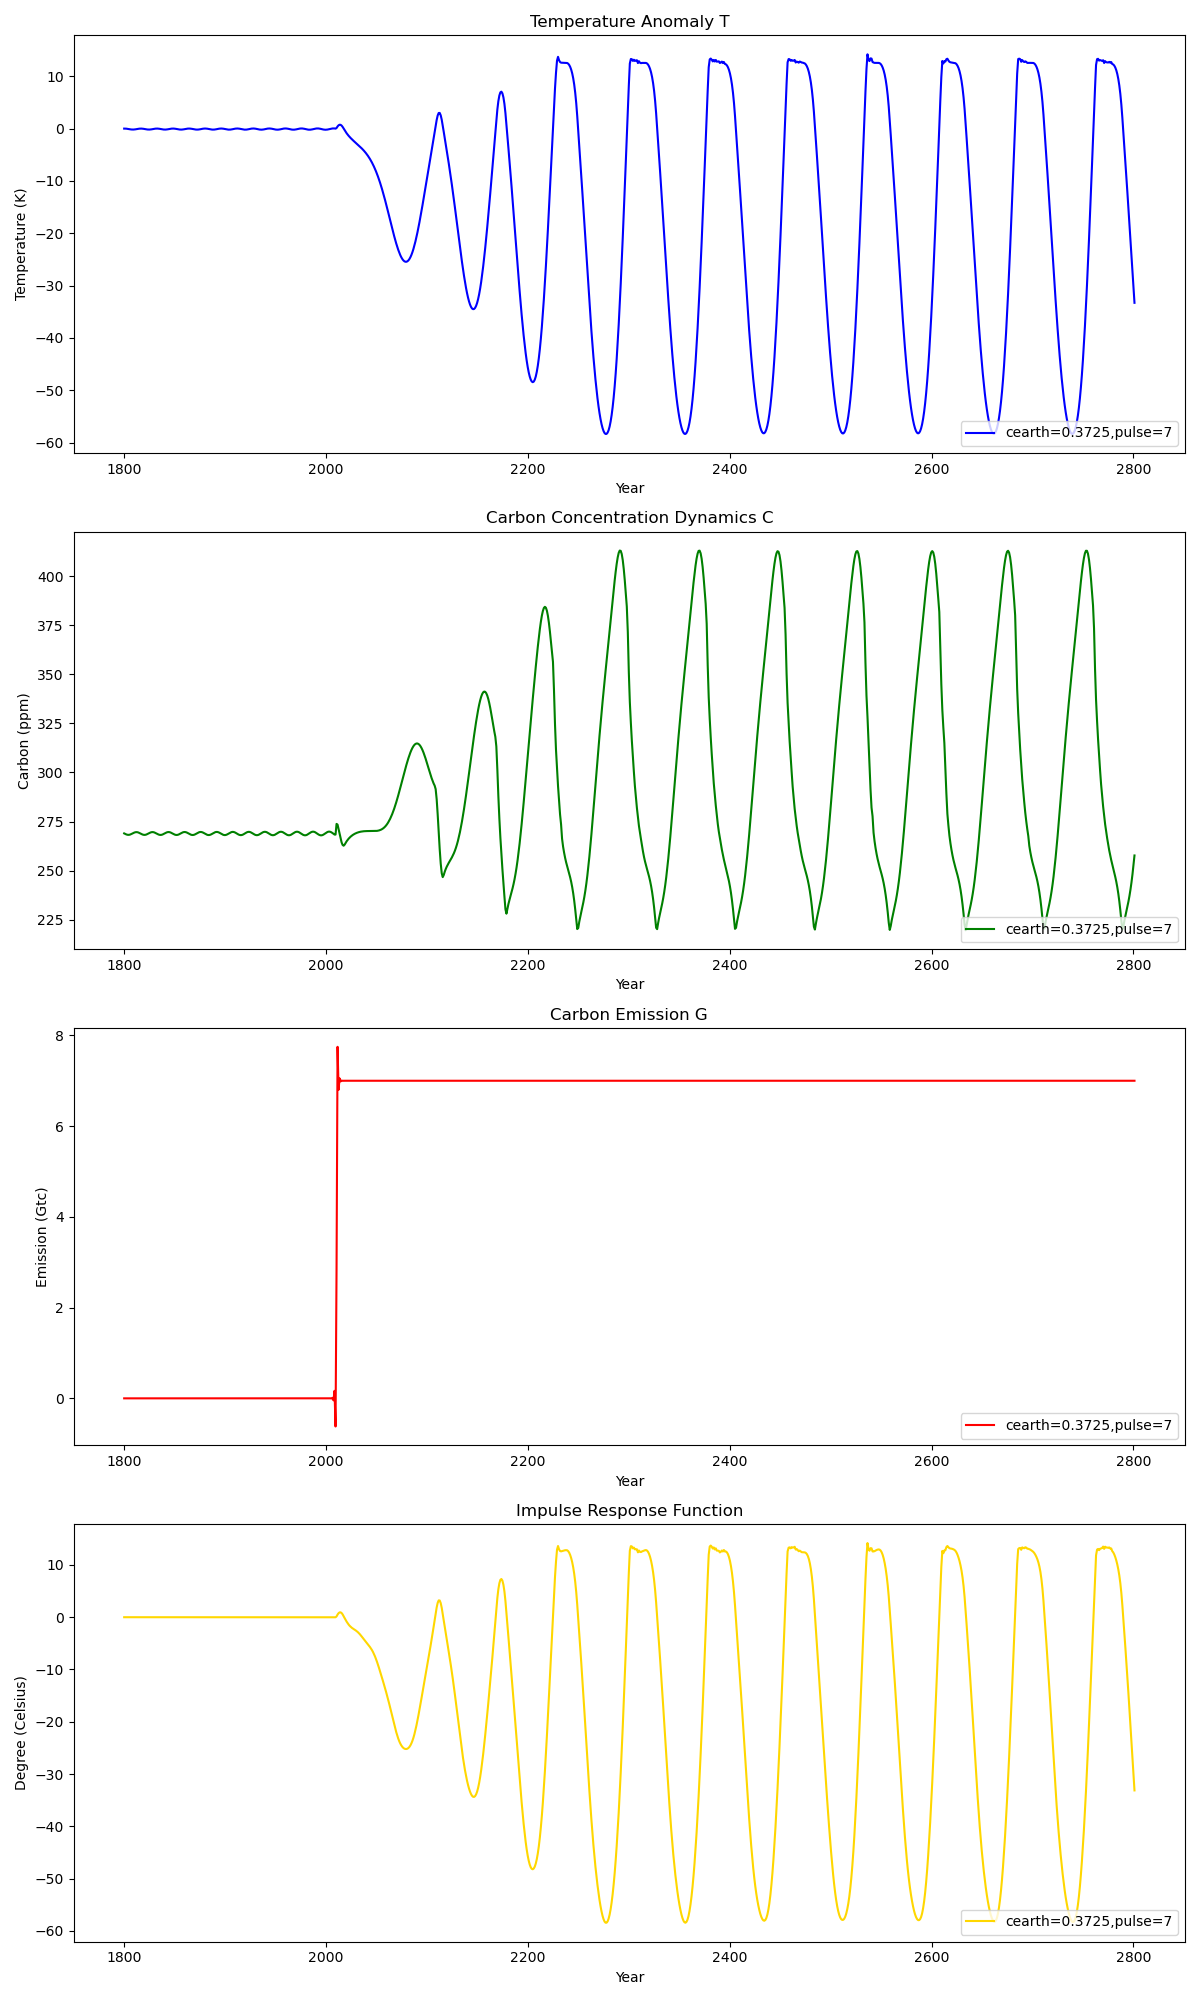 Temperature Anomaly T
10
0
−10
−20
−30
−40
−50
−60
Temperature (K)
cearth=0.3725,pulse=7
1800 2000 2200 2400 2600 2800
Year
Carbon Concentration Dynamics C
400
375
350
325
300
275
250
225
Carbon (ppm)
cearth=0.3725,pulse=7
1800 2000 2200 2400 2600 2800
Year
Carbon Emission G
8
6
4
2
0
Emission (Gtc)
cearth=0.3725,pulse=7
1800 2000 2200 2400 2600 2800
Year
Impulse Response Function
10
0
−10
−20
−30
−40
−50
−60
Degree (Celsius)
cearth=0.3725,pulse=7
1800 2000 2200 2400 2600 2800
Year